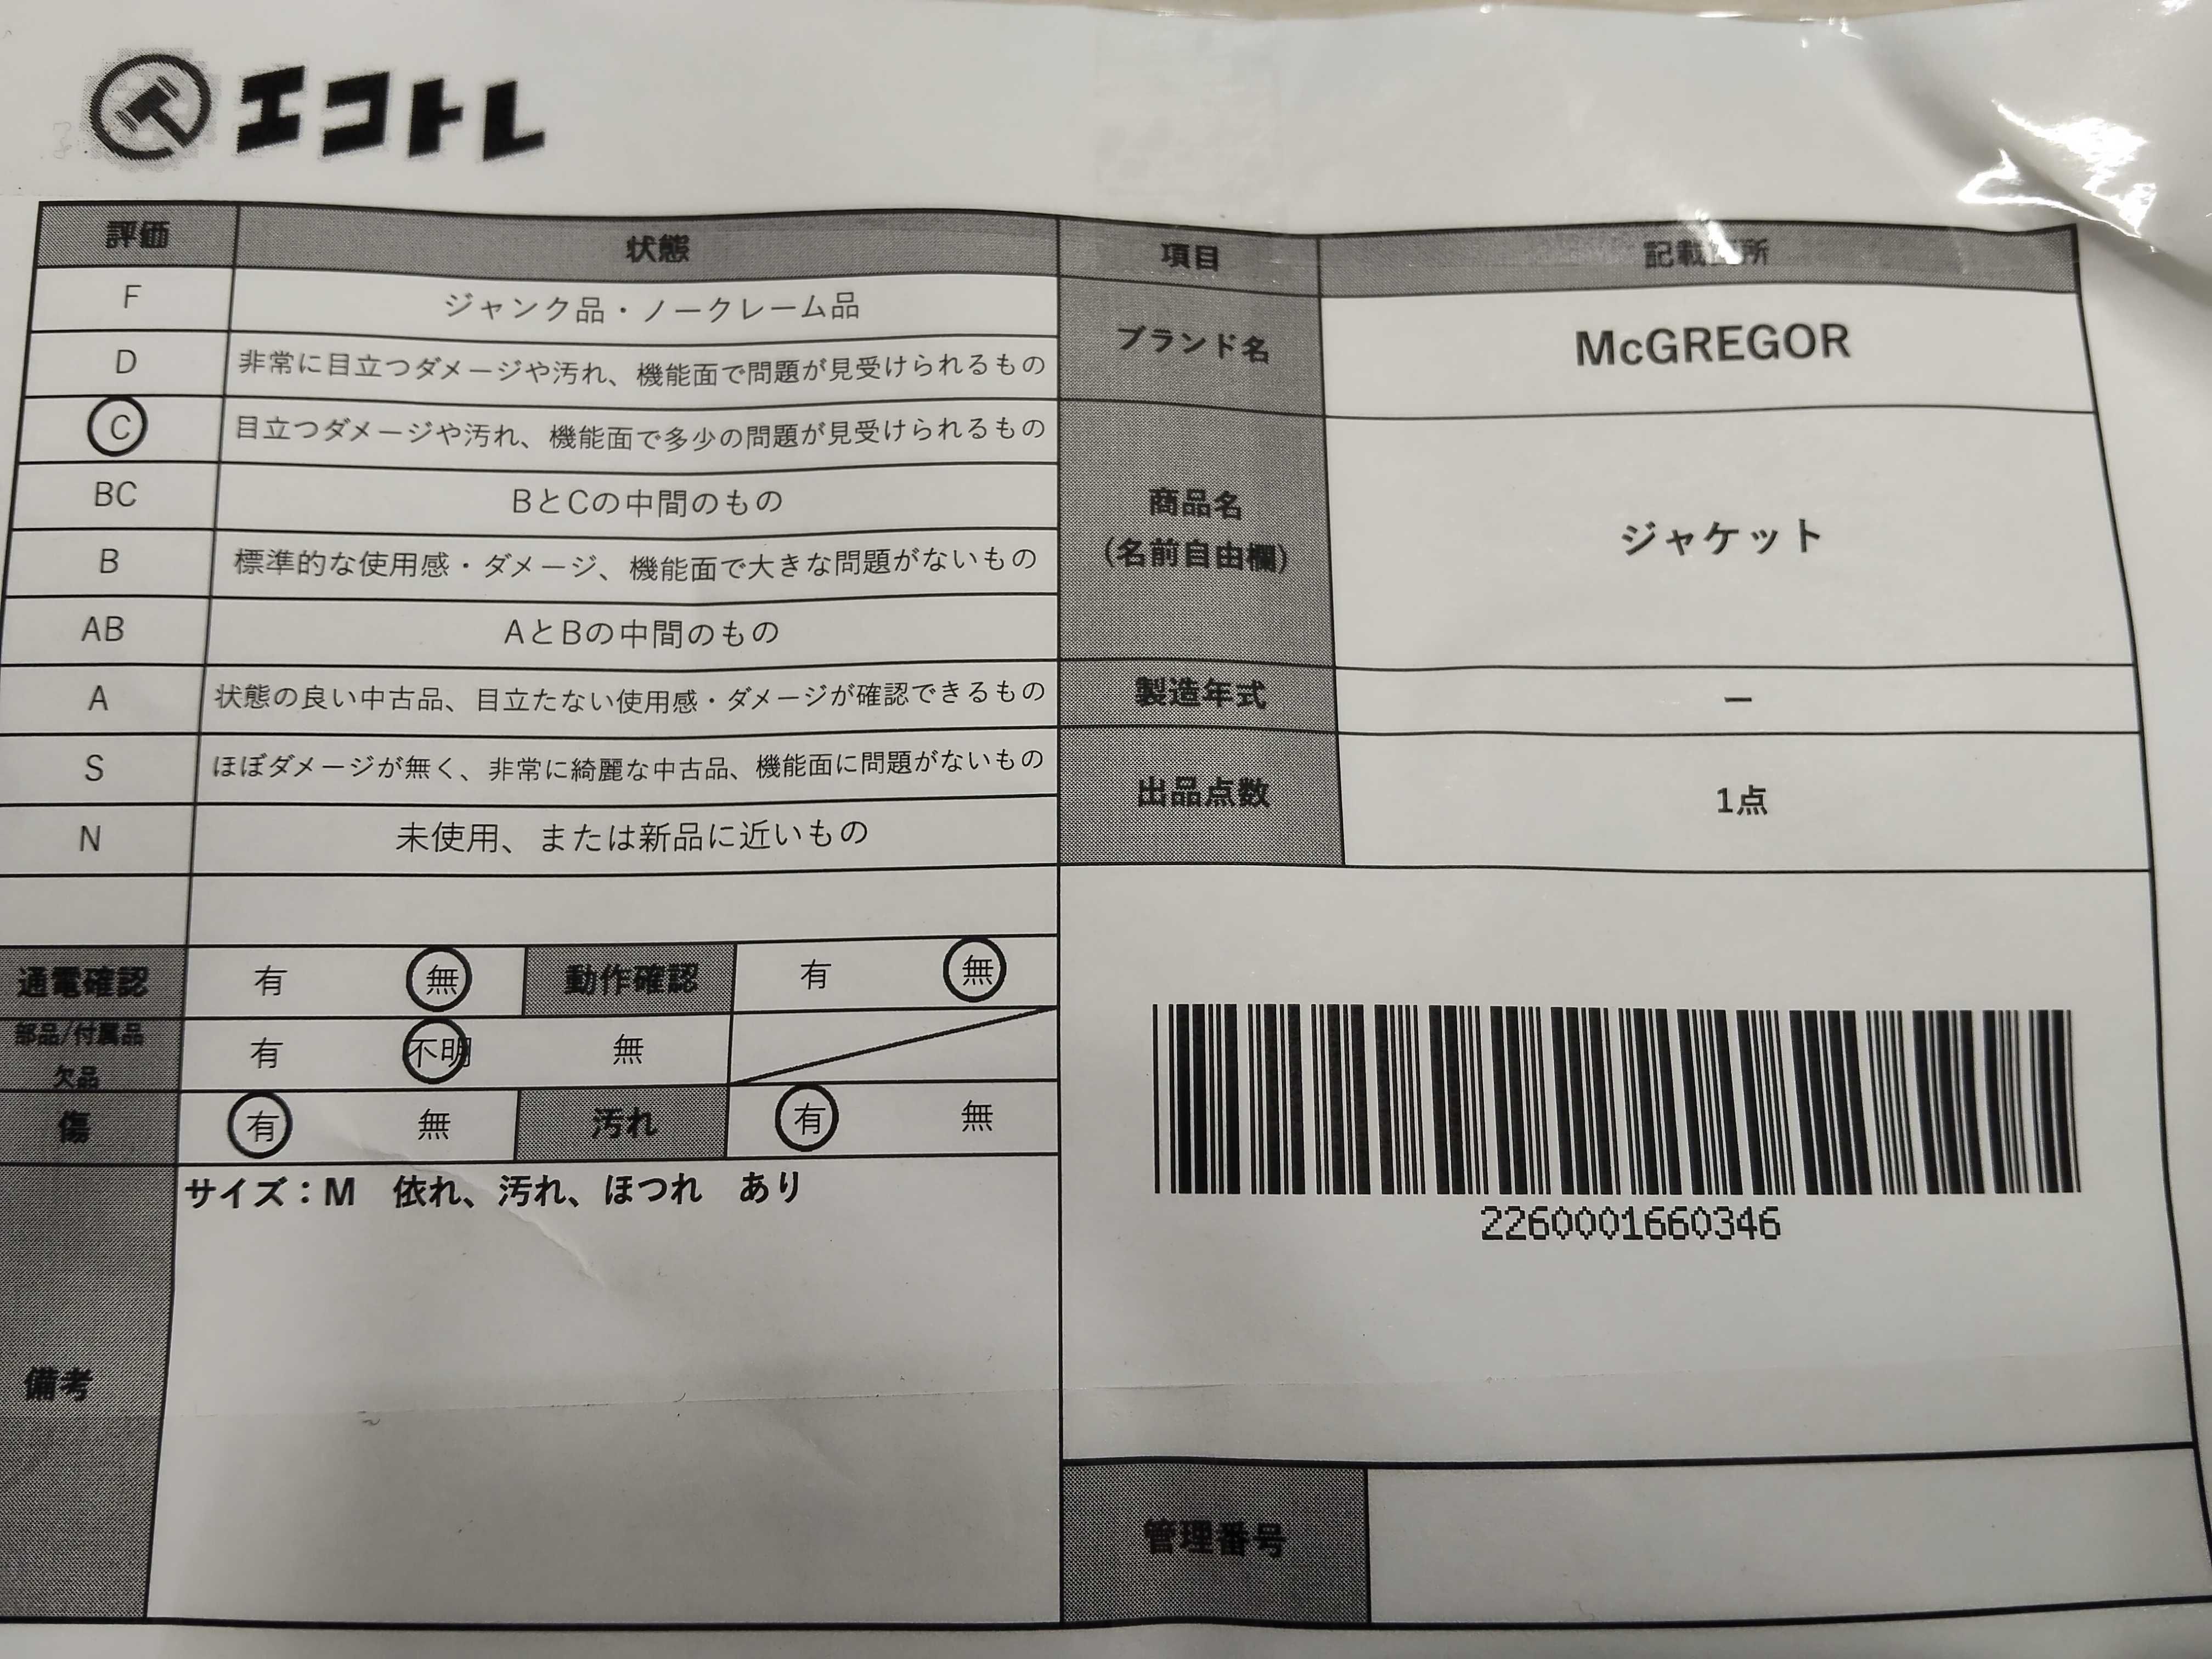 エコトレ
評価 状態
F ジャンク品・ノークレーム品
D 非常に目立つダメージや汚れ、機能面で問題が見受けられるもの
C 目立つダメージや汚れ、機能面で多少の問題が見受けられるもの
BC BとCの中間のもの
B 標準的な使用感・ダメージ、機能面で大きな問題がないもの
AB AとBの中間のもの
A 状態の良い中古品、目立たない使用感・ダメージが確認できるもの
S ほぼダメージが無く、非常に綺麗な中古品、機能面に問題がないもの
N 未使用、または新品に近いもの
通電確認 有 無 動作確認 有 無
部品/付属品
欠品 有 不明 無
傷 有 無 汚れ 有 無
備考
サイズ：M 依れ、汚れ、ほつれ あり
項目 記載箇所
ブランド名 McGREGOR
商品名
(名前自由欄)
ジャケット
製造年式 ー
出品点数 1点
2260001660346
管理番号